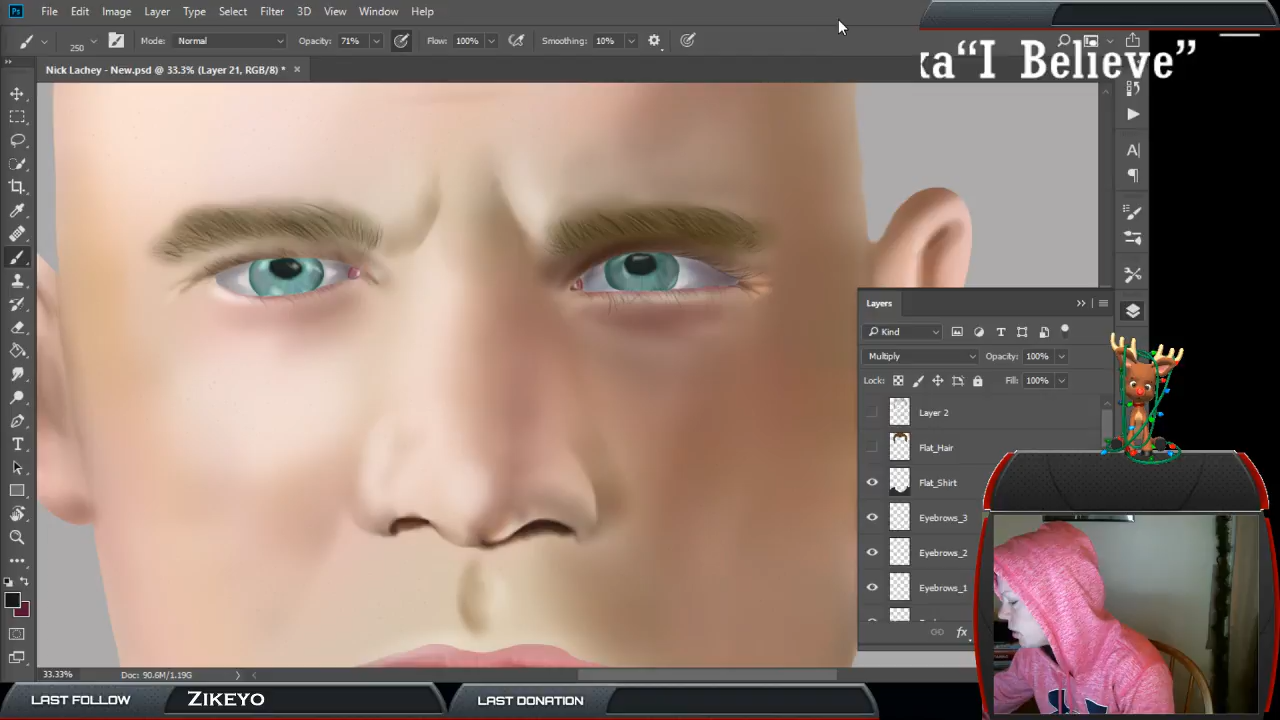 Ps File Edit Image Layer Type Select Filter 3D View Window Help
250 Mode: Normal Opacity: 71% Flow: 100% Smoothing: 10%
Nick Lachey - New.psd @ 33.3% (Layer 21, RGB/8) * ×
ka“I Believe”
Layers
Kind
Multiply Opacity: 100%
Lock: Fill: 100%
Layer 2
Flat_Hair
Flat_Shirt
Eyebrows_3
Eyebrows_2
Eyebrows_1
fx
33.33% Doc: 90.6M/1.19G
LAST FOLLOW Zikeyo LAST DONATION